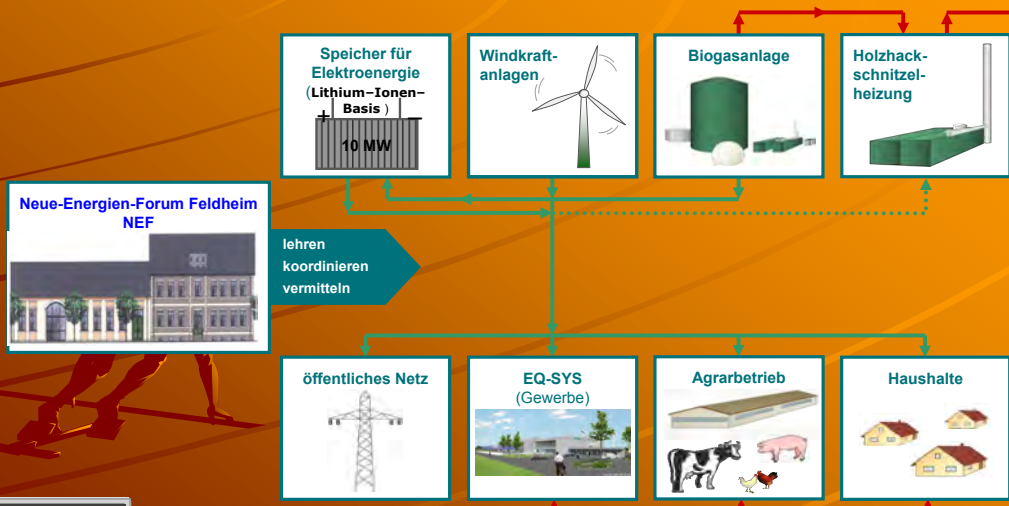 Speicher für
Elektroenergie
(Lithium–Ionen–
Basis )
+ –
10 MW
Windkraft-
anlagen
Biogasanlage
Holzhack-
schnitzel-
heizung
Neue-Energien-Forum Feldheim
NEF
lehren
koordinieren
vermitteln
öffentliches Netz
EQ-SYS
(Gewerbe)
Agrarbetrieb
Haushalte